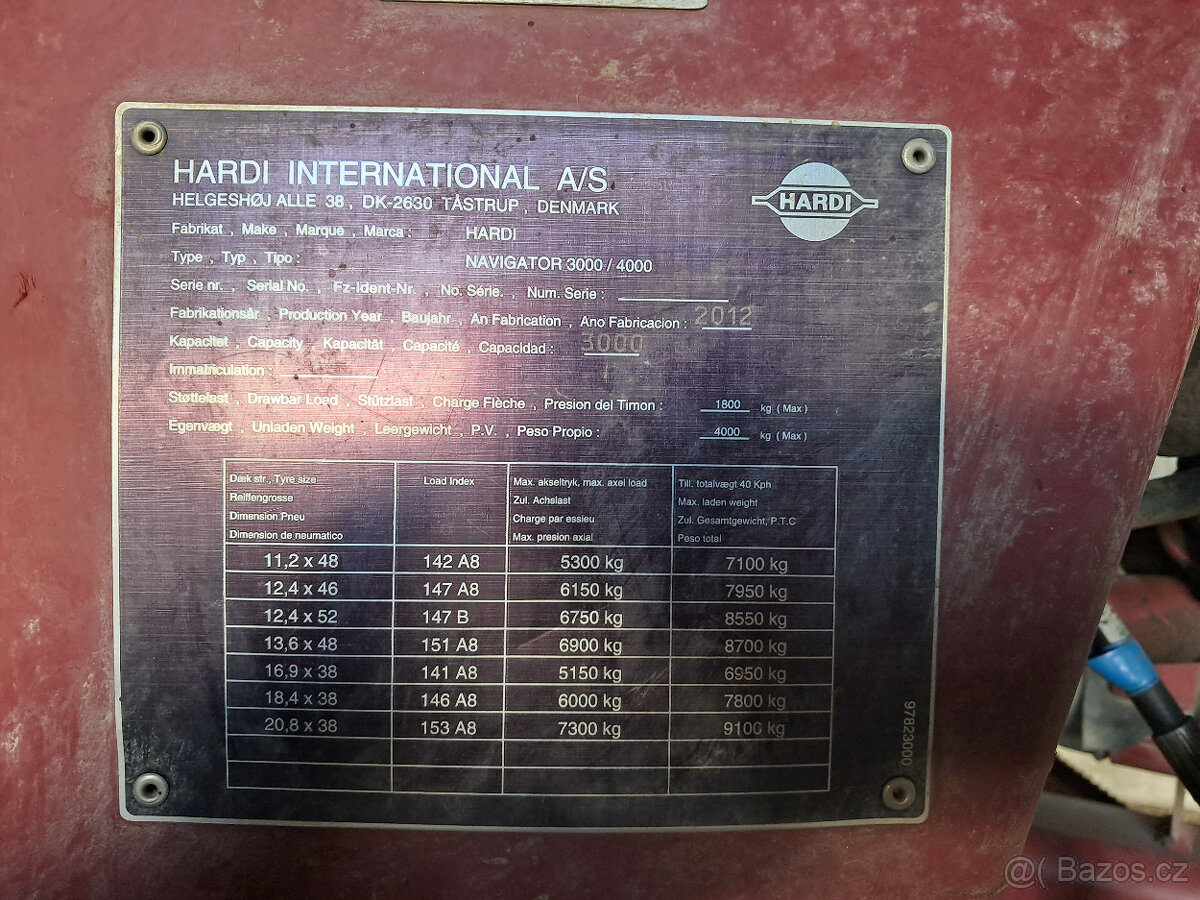 HARDI INTERNATIONAL A/S
HELGESHØJ ALLE 38, DK-2630 TÅSTRUP, DENMARK
HARDI
Fabrikat, Make, Marque, Marca: HARDI
Type, Typ, Tipo: NAVIGATOR 3000/4000
Serie nr., Serial No., Fz-Ident-Nr., No. Série., Num. Serie:
Fabrikationsår, Production Year, Baujahr, An Fabrication, Ano Fabricacion: 2012
Kapacitet, Capacity, Kapacität, Capacité, Capacidad: 3000
Immatriculation:
Støttelast, Drawbar Load, Stützlast, Charge Flèche, Presion del Timon: 1800 kg (Max)
Egenvægt, Unladen Weight, Leergewicht, P.V., Peso Propio: 4000 kg (Max)
Dæk str., Tyre size
Reiffengrosse
Dimension Pneu
Dimension de neumatico
Load Index
Max. akseltryk, max. axel load
Zul. Achslast
Charge par essieu
Max. presion axial
Till. totalvægt 40 Kph
Max. laden weight
Zul. Gesamtgewicht, P.T.C
Peso total
11,2 x 48 142 A8 5300 kg 7100 kg
12,4 x 46 147 A8 6150 kg 7950 kg
12,4 x 52 147 B 6750 kg 8550 kg
13,6 x 48 151 A8 6900 kg 8700 kg
16,9 x 38 141 A8 5150 kg 6950 kg
18,4 x 38 146 A8 6000 kg 7800 kg
20,8 x 38 153 A8 7300 kg 9100 kg
97823000
@( Bazos.cz